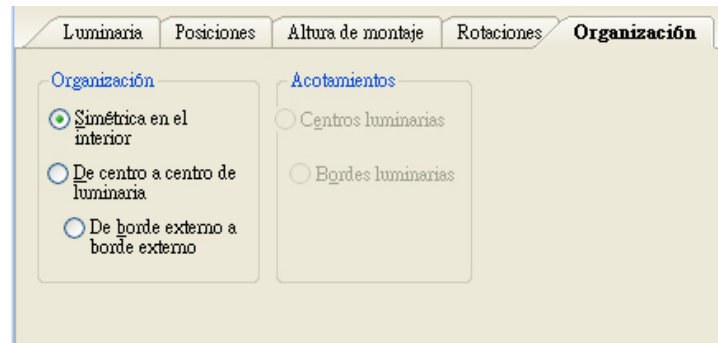 Luminaria Posiciones Altura de montaje Rotaciones Organización
Organización
Simétrica en el
interior
De centro a centro de
luminaria
De borde externo a
borde externo
Acotamientos
Centros luminarias
Bordes luminarias